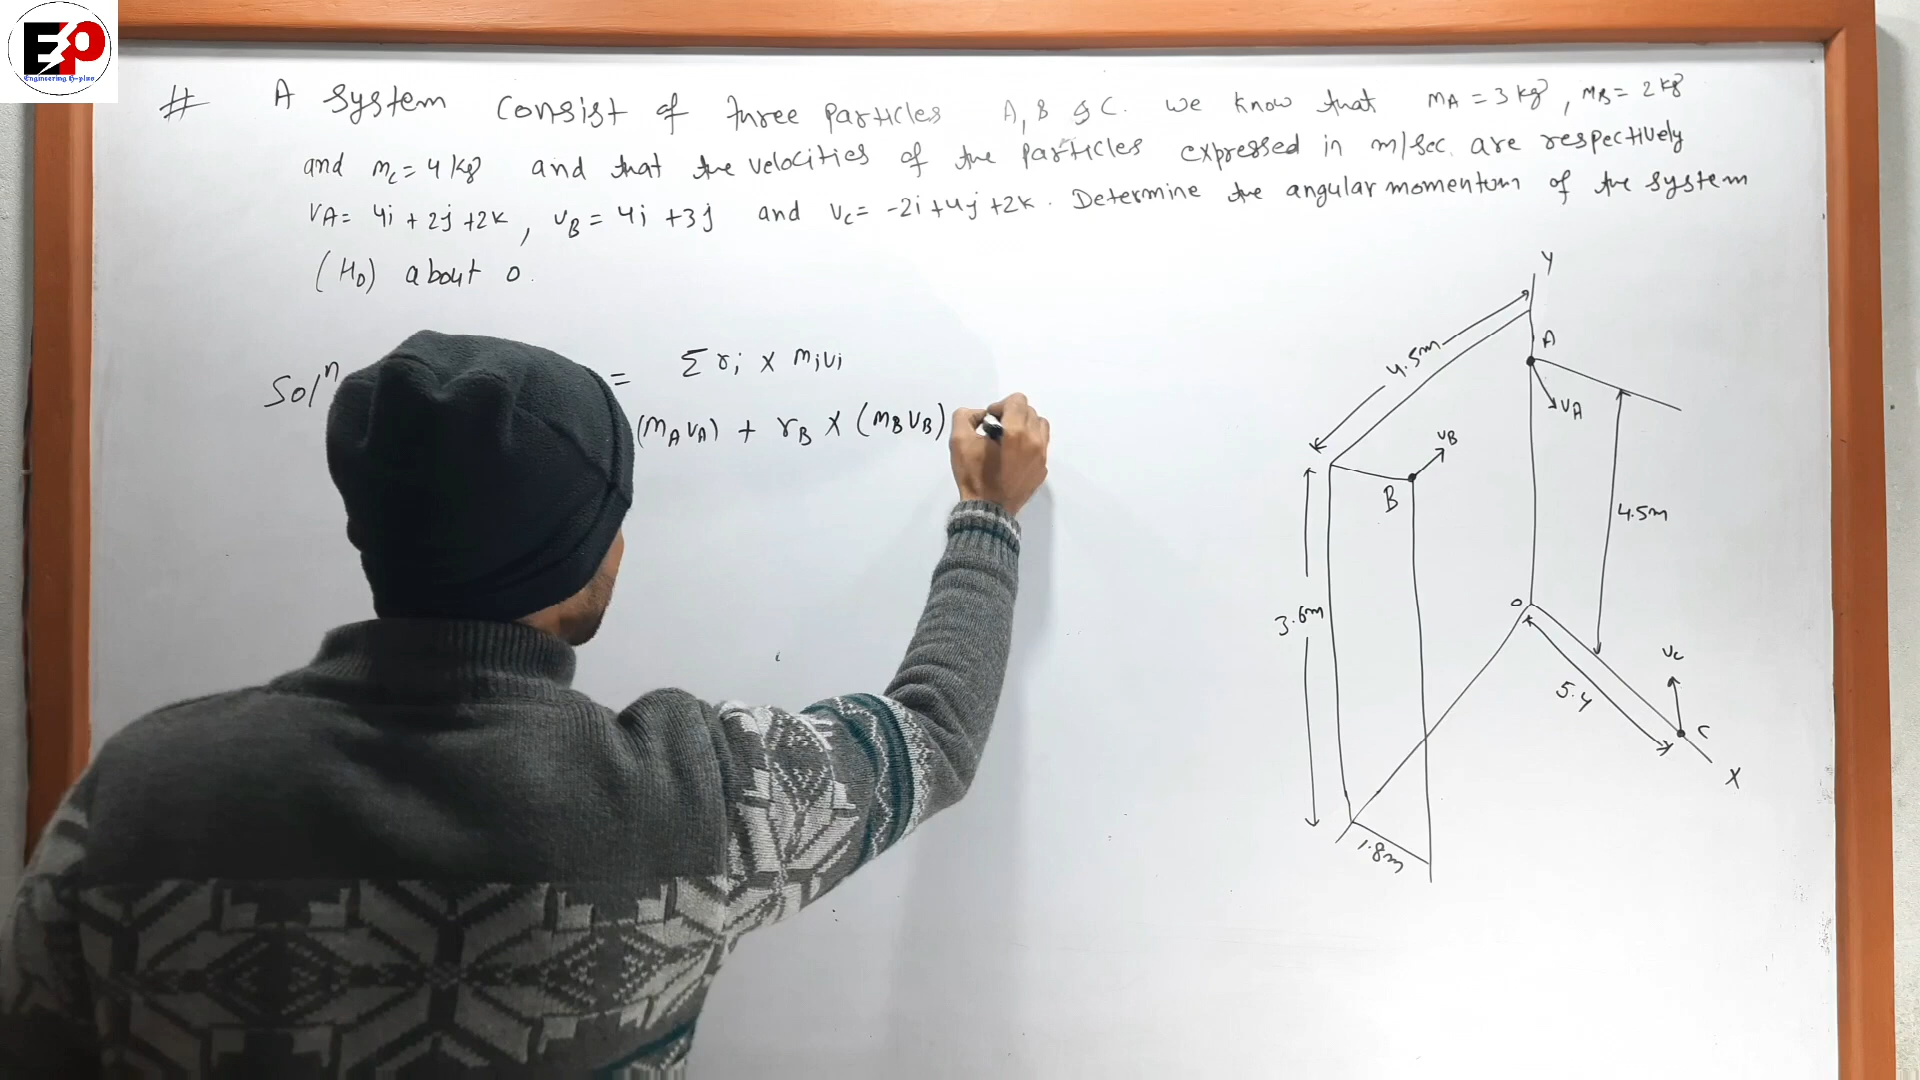 EP
Engineering E-plus
# A system consist of three particles A, B & C. we know that mA = 3 kg, mB = 2 kg
and mC = 4 kg and that the velocities of the particles expressed in m/sec. are respectively
vA = 4i + 2j + 2k, vB = 4i + 3j and vC = -2i + 4j + 2k. Determine the angular momentum of the system
(HO) about O.
Solⁿ = Σ ri × mivi
(mA vA) + rB × (mB vB)
Y
4.5m
A
vA
vB
B
4.5m
3.6m
O
vC
5.4
C
X
1.8m